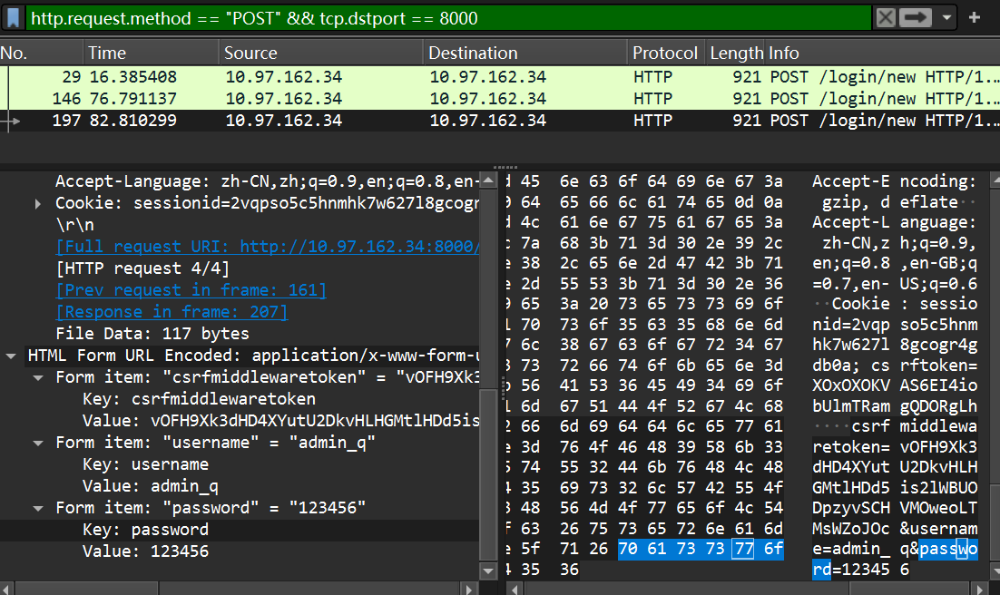 http.request.method == "POST" && tcp.dstport == 8000
No. Time Source Destination Protocol Length Info
29 16.385408 10.97.162.34 10.97.162.34 HTTP 921 POST /login/new HTTP/1...
146 76.791137 10.97.162.34 10.97.162.34 HTTP 921 POST /login/new HTTP/1...
197 82.810299 10.97.162.34 10.97.162.34 HTTP 921 POST /login/new HTTP/1...
Accept-Language: zh-CN,zh;q=0.9,en;q=0.8,en-
Cookie: sessionid=2vqpso5c5hnmhk7w627l8gcogr
\r\n
[Full request URI: http://10.97.162.34:8000/
[HTTP request 4/4]
[Prev request in frame: 161]
[Response in frame: 207]
File Data: 117 bytes
HTML Form URL Encoded: application/x-www-form-u
Form item: "csrfmiddlewaretoken" = "vOFH9Xk3
Key: csrfmiddlewaretoken
Value: vOFH9Xk3dHD4XYutU2DkvHLHGMtlHDd5is
Form item: "username" = "admin_q"
Key: username
Value: admin_q
Form item: "password" = "123456"
Key: password
Value: 123456
45 6e 63 6f 64 69 6e 67 3a Accept-E ncoding:
64 65 66 6c 61 74 65 0d 0a gzip, d eflate··
4c 61 6e 67 75 61 67 65 3a Accept-L anguage:
7a 68 3b 71 3d 30 2e 39 2c zh-CN,z h;q=0.9,
38 2c 65 6e 2d 47 42 3b 71 en;q=0.8 ,en-GB;q
2d 55 53 3b 71 3d 30 2e 36 =0.7,en- US;q=0.6
65 3a 20 73 65 73 73 69 6f ··Cookie : sessio
70 73 6f 35 63 35 68 6e 6d nid=2vqp so5c5hnm
6c 38 67 63 6f 67 72 34 67 hk7w627l 8gcogr4g
73 72 66 74 6f 6b 65 6e 3d db0a; cs rftoken=
56 41 53 36 45 49 34 69 6f XOxOXOKV AS6EI4io
6d 67 51 44 4f 52 67 4c 68 bUlmTRam gQDORgLh
66 6d 69 64 64 6c 65 77 61 ····csrf middlewa
3d 76 4f 46 48 39 58 6b 33 retoken= vOFH9Xk3
74 55 32 44 6b 76 48 4c 48 dHD4XYut U2DkvHLH
35 69 73 32 6c 57 42 55 4f GMtlHDd5 is2lWBUO
48 56 4d 4f 77 65 6f 4c 54 DpzyvSCH VMOweoLT
63 26 75 73 65 72 6e 61 6d MsWZoJOc &usernam
5f 71 26 70 61 73 73 77 6f e=admin_ q&passwo
35 36 rd=12345 6